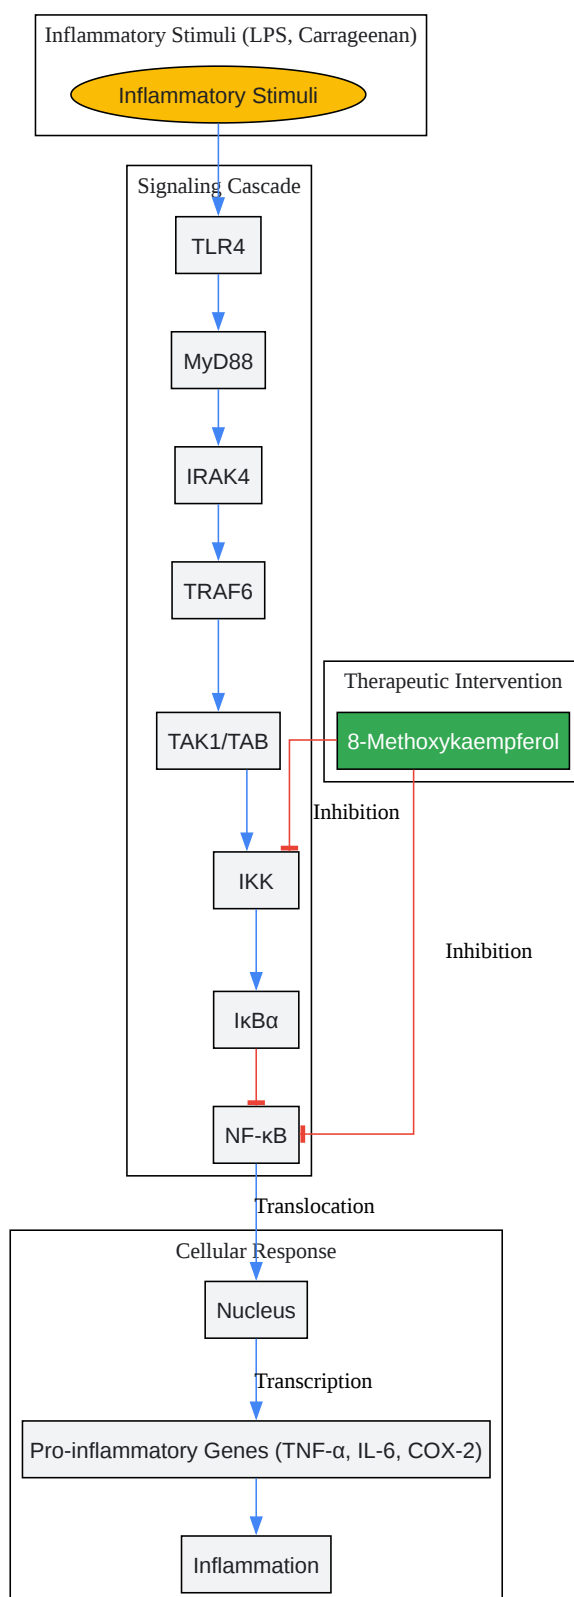 Inflammatory Stimuli (LPS, Carrageenan)
Inflammatory Stimuli
Signaling Cascade
TLR4
MyD88
IRAK4
TRAF6
Therapeutic Intervention
TAK1/TAB
8-Methoxykaempferol
Inhibition
IKK
Inhibition
IκBα
NF-κB
Translocation
Cellular Response
Nucleus
Transcription
Pro-inflammatory Genes (TNF-α, IL-6, COX-2)
Inflammation